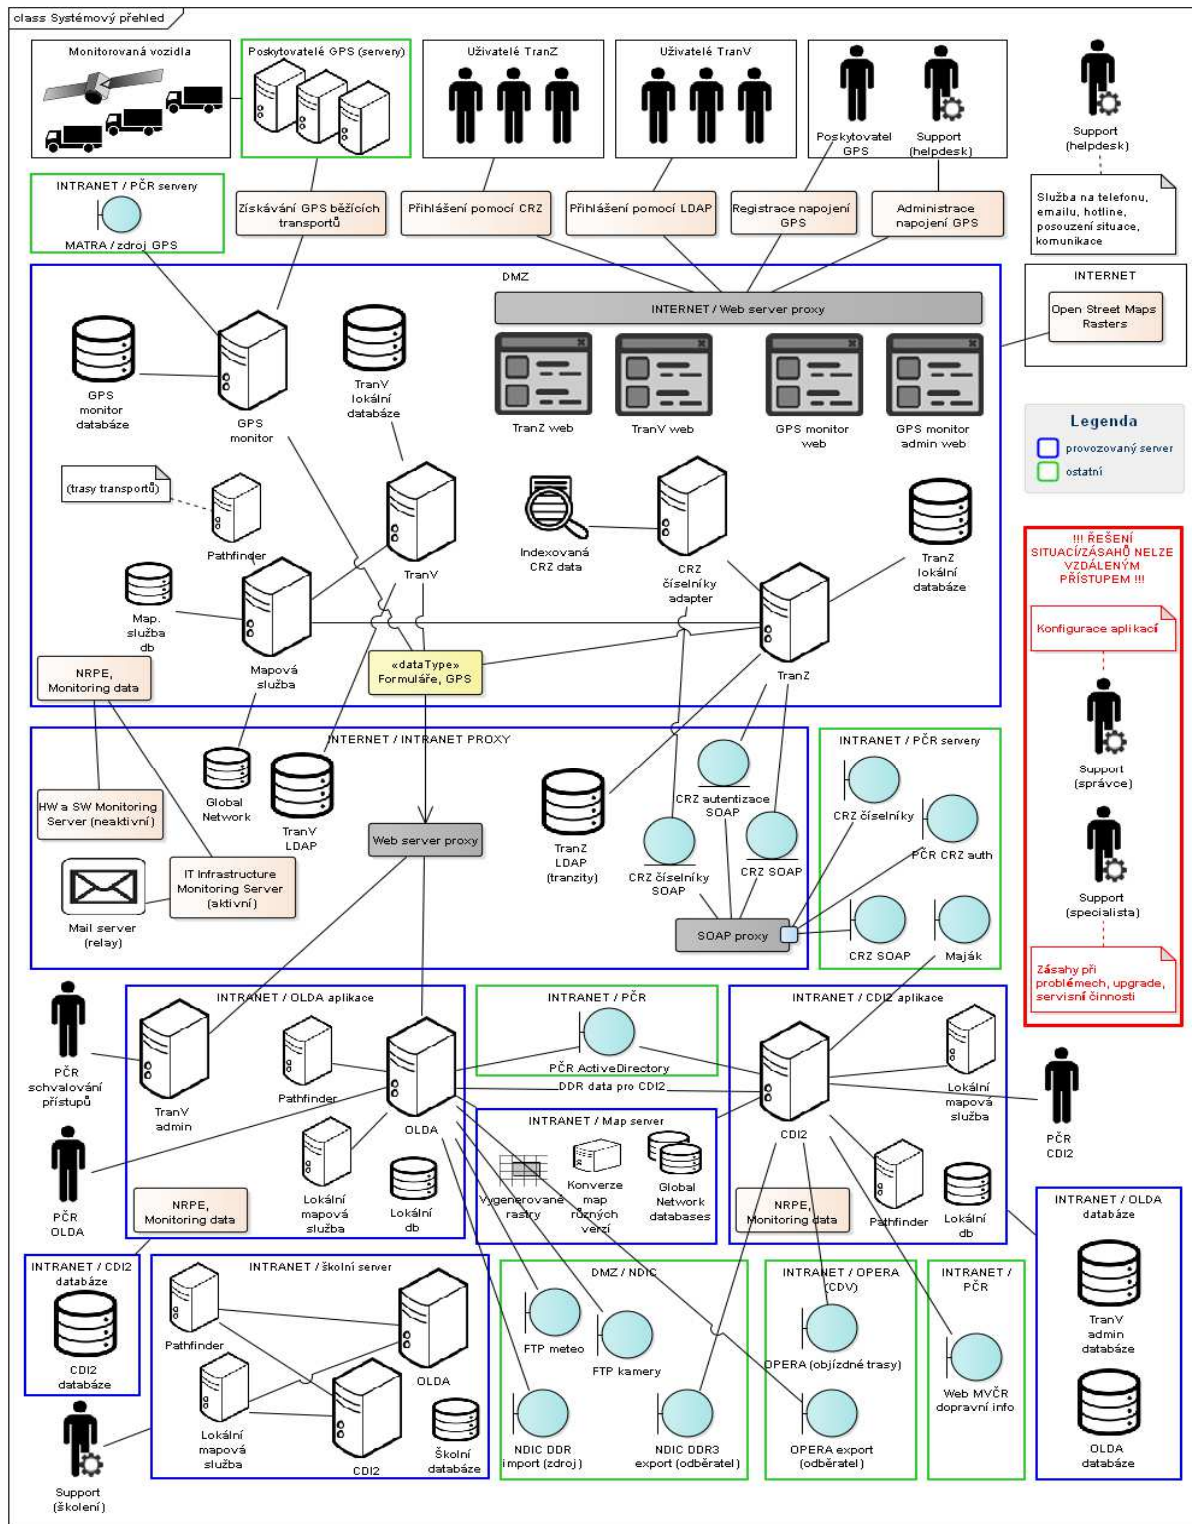 class Systémový přehled
Monitorovaná vozidla
Poskytovatelé GPS (servery)
Uživatelé TranZ
Uživatelé TranV
Poskytovatel
GPS
Support
(helpdesk)
Support
(helpdesk)
INTRANET / PČR servery
MATRA / zdroj GPS
Získávání GPS běžících
transportů
Přihlášení pomocí CRZ
Přihlášení pomocí LDAP
Registrace napojení
GPS
Administrace
napojení GPS
Služba na telefonu,
emailu, hotline,
posouzení situace,
komunikace
DMZ
INTERNET / Web server proxy
INTERNET
Open Street Maps
Rasters
GPS
monitor
databáze
GPS
monitor
TranV
lokální
databáze
TranZ web
TranV web
GPS monitor
web
GPS monitor
admin web
Legenda
provozovaný server
ostatní
(trasy transportů)
Pathfinder
TranV
Indexovaná
CRZ data
CRZ
číselníky
adapter
TranZ
lokální
databáze
Map.
služba
db
Mapová
služba
«dataType»
Formuláře, GPS
TranZ
NRPE,
Monitoring data
!!! ŘEŠENÍ
SITUACÍ/ZÁSAHŮ NELZE
VZDÁLENÝM
PŘÍSTUPEM !!!
Konfigurace aplikací
Support
(správce)
Support
(specialista)
Zásahy při
problémech, upgrade,
servisní činnosti
INTERNET / INTRANET PROXY
HW a SW Monitoring
Server (neaktivní)
Global
Network
TranV
LDAP
Web server proxy
TranZ
LDAP
(tranzity)
CRZ autentizace
SOAP
CRZ číselníky
SOAP
CRZ SOAP
SOAP proxy
IT Infrastructure
Monitoring Server
(aktivní)
Mail server
(relay)
INTRANET / PČR servery
CRZ číselníky
PČR CRZ auth
CRZ SOAP
Maják
PČR
schvalování
přístupů
PČR
OLDA
INTRANET / OLDA aplikace
TranV
admin
Pathfinder
OLDA
Lokální
mapová
služba
Lokální
db
NRPE,
Monitoring data
INTRANET / PČR
PČR ActiveDirectory
DDR data pro CDI2
INTRANET / Map server
Vygenerované
rastry
Konverze
map
různých
verzí
Global
Network
databases
INTRANET / CDI2 aplikace
CDI2
Lokální
mapová
služba
NRPE,
Monitoring data
Pathfinder
Lokální
db
PČR
CDI2
INTRANET / CDI2
databáze
CDI2
databáze
Support
(školení)
INTRANET / školní server
Pathfinder
OLDA
Lokální
mapová
služba
CDI2
Školní
databáze
DMZ / NDIC
FTP meteo
FTP kamery
NDIC DDR
import (zdroj)
NDIC DDR3
export (odběratel)
INTRANET / OPERA
(CDV)
OPERA (objízdné trasy)
OPERA export
(odběratel)
INTRANET /
PČR
Web MVČR
dopravní info
INTRANET / OLDA
databáze
TranV
admin
databáze
OLDA
databáze